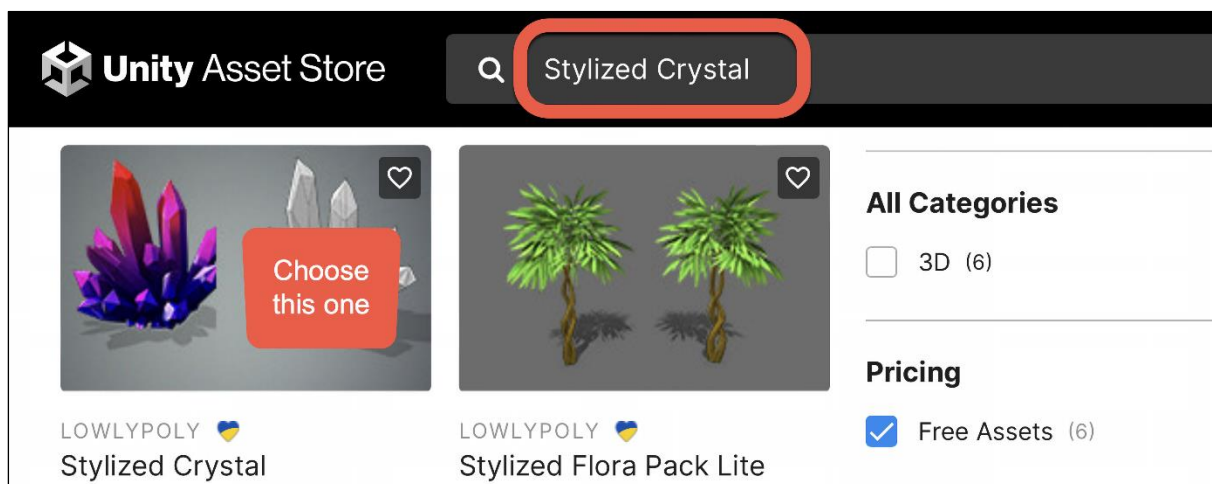 Unity Asset Store
Stylized Crystal
Choose
this one
LOWLYPOLY 💙💛
Stylized Crystal
LOWLYPOLY 💙💛
Stylized Flora Pack Lite
All Categories
3D (6)
Pricing
Free Assets (6)